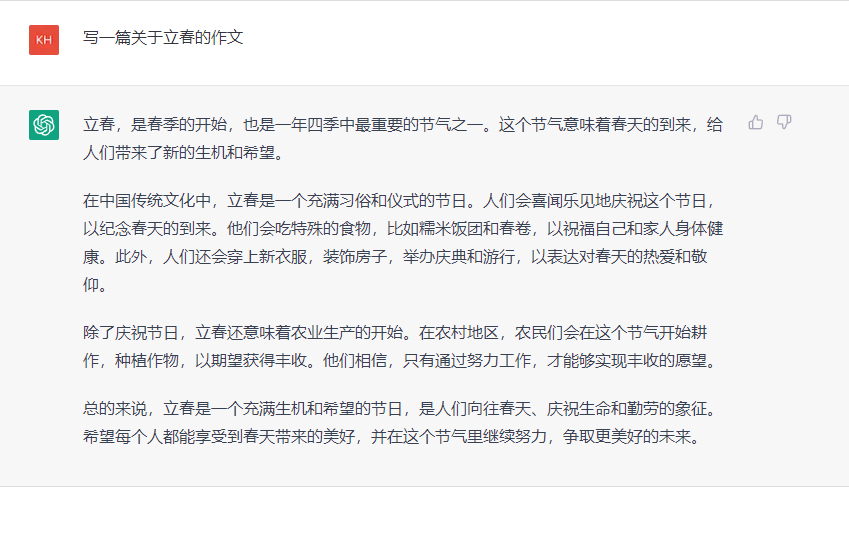 KH
写一篇关于立春的作文
立春，是春季的开始，也是一年四季中最重要的节气之一。这个节气意味着春天的到来，给
人们带来了新的生机和希望。
在中国传统文化中，立春是一个充满习俗和仪式的节日。人们会喜闻乐见地庆祝这个节日，
以纪念春天的到来。他们会吃特殊的食物，比如糯米饭团和春卷，以祝福自己和家人身体健
康。此外，人们还会穿上新衣服，装饰房子，举办庆典和游行，以表达对春天的热爱和敬
仰。
除了庆祝节日，立春还意味着农业生产的开始。在农村地区，农民们会在这个节气开始耕
作，种植作物，以期望获得丰收。他们相信，只有通过努力工作，才能够实现丰收的愿望。
总的来说，立春是一个充满生机和希望的节日，是人们向往春天、庆祝生命和勤劳的象征。
希望每个人都能享受到春天带来的美好，并在这个节气里继续努力，争取更美好的未来。